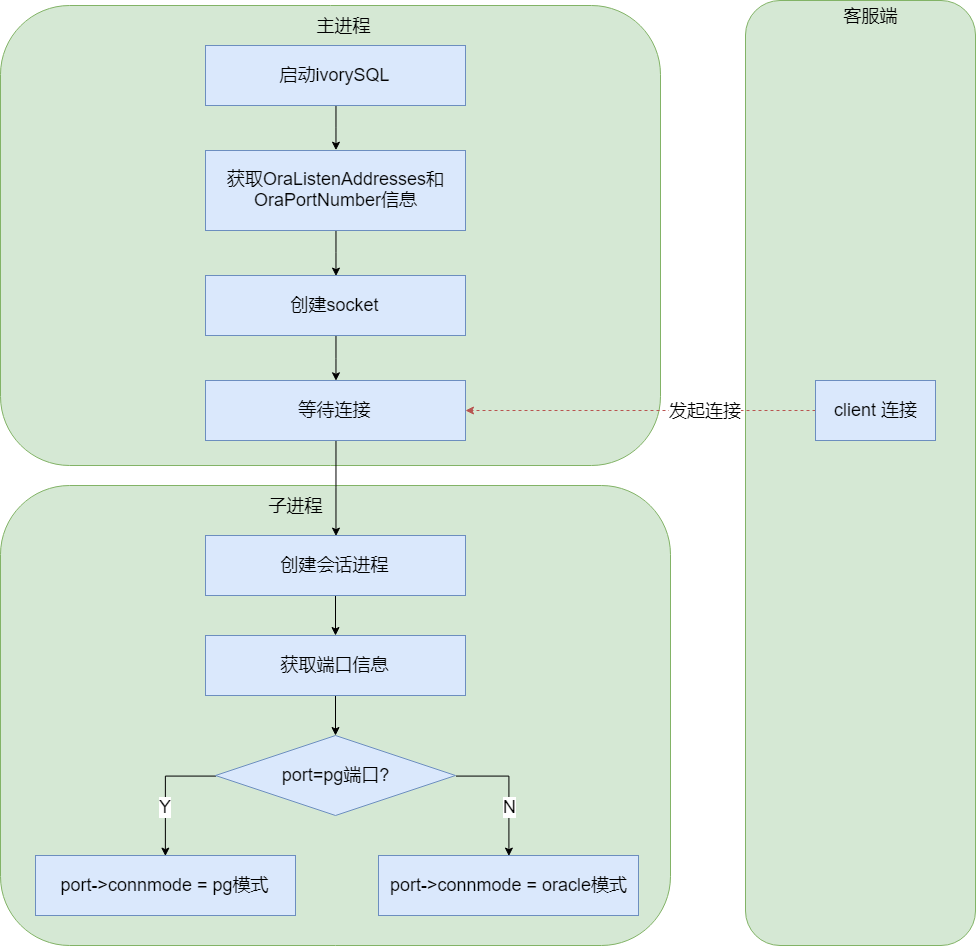 主进程
客服端
启动ivorySQL
获取OraListenAddresses和
OraPortNumber信息
创建socket
等待连接
发起连接
client 连接
子进程
创建会话进程
获取端口信息
port=pg端口?
Y
N
port->connmode = pg模式
port->connmode = oracle模式